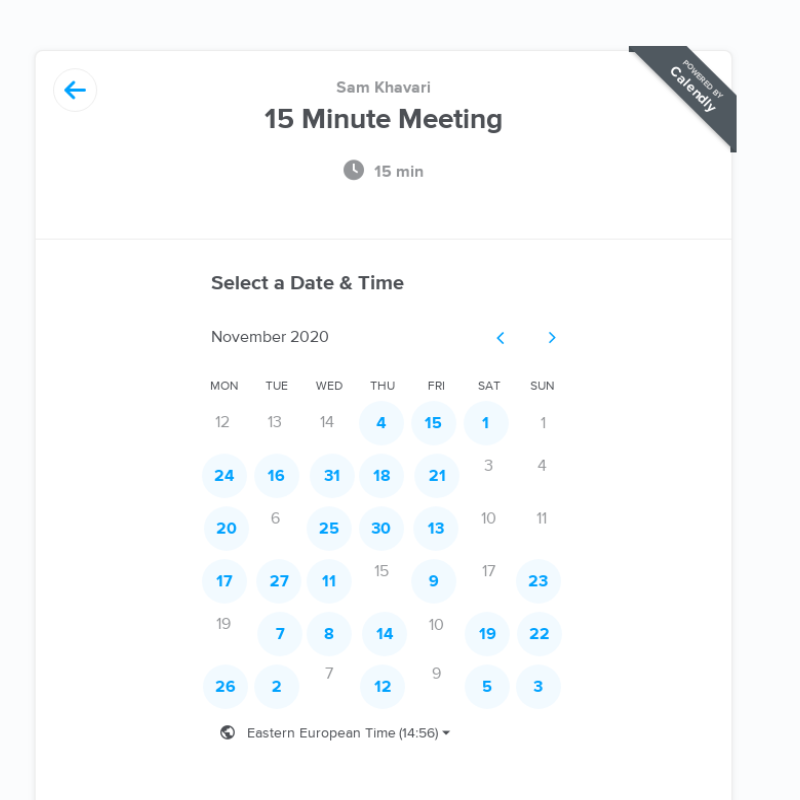 POWERED BY
Calendly
Sam Khavari
15 Minute Meeting
15 min
Select a Date & Time
November 2020
MON TUE WED THU FRI SAT SUN
12 13 14 4 15 1 1
24 16 31 18 21 3 4
20 6 25 30 13 10 11
17 27 11 15 9 17 23
19 7 8 14 10 19 22
26 2 7 12 9 5 3
Eastern European Time (14:56)